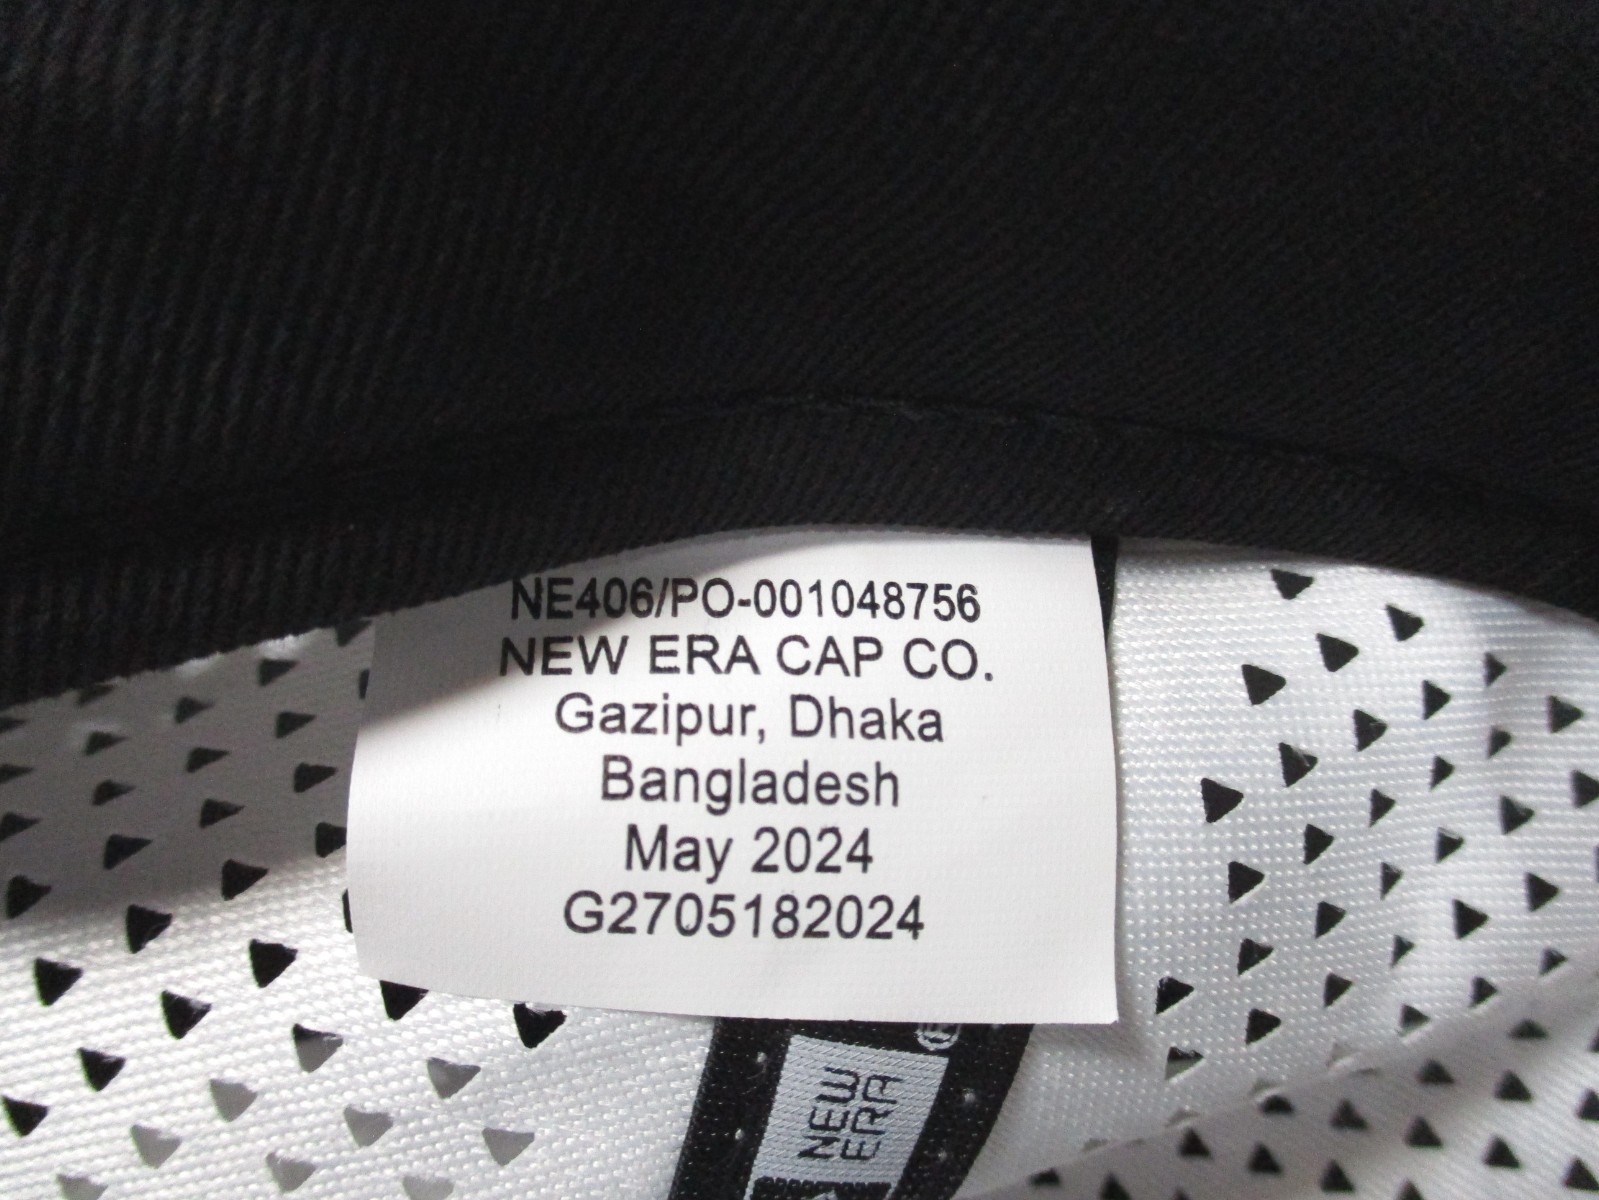 NE406/PO-001048756
NEW ERA CAP CO.
Gazipur, Dhaka
Bangladesh
May 2024
G2705182024
®
NEW
ERA